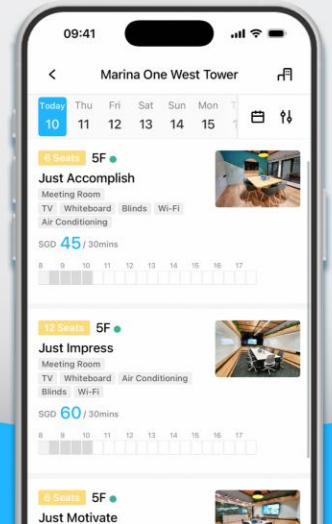 09:41
Marina One West Tower
Today Thu Fri Sat Sun Mon
10 11 12 13 14 15
6 Seats 5F
Just Accomplish
Meeting Room
TV Whiteboard Blinds Wi-Fi
Air Conditioning
SGD 45 / 30mins
8 9 10 11 12 13 14 15 16 17
12 Seats 5F
Just Impress
Meeting Room
TV Whiteboard Air Conditioning
Blinds Wi-Fi
SGD 60 / 30mins
8 9 10 11 12 13 14 15 16 17
6 Seats 5F
Just Motivate